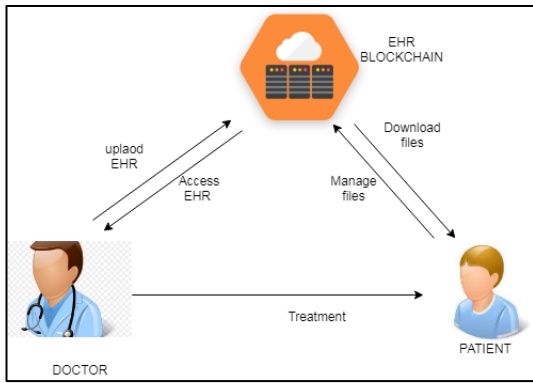 EHR
BLOCKCHAIN
uplaod
EHR
Access
EHR
Download
files
Manage
files
Treatment
DOCTOR
PATIENT